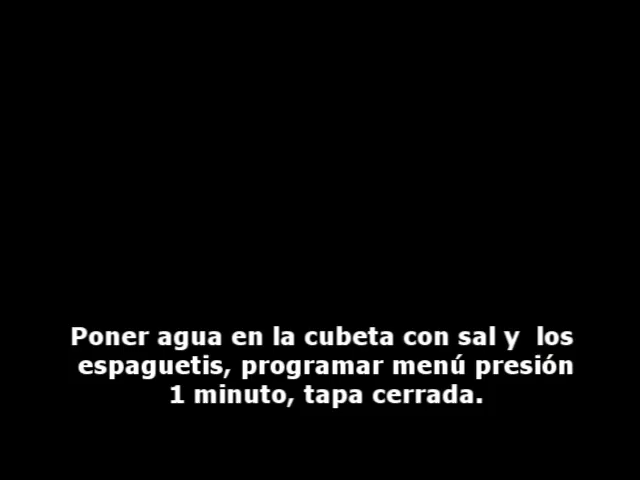 Poner agua en la cubeta con sal y  los
espaguetis, programar menú presión
1 minuto, tapa cerrada.